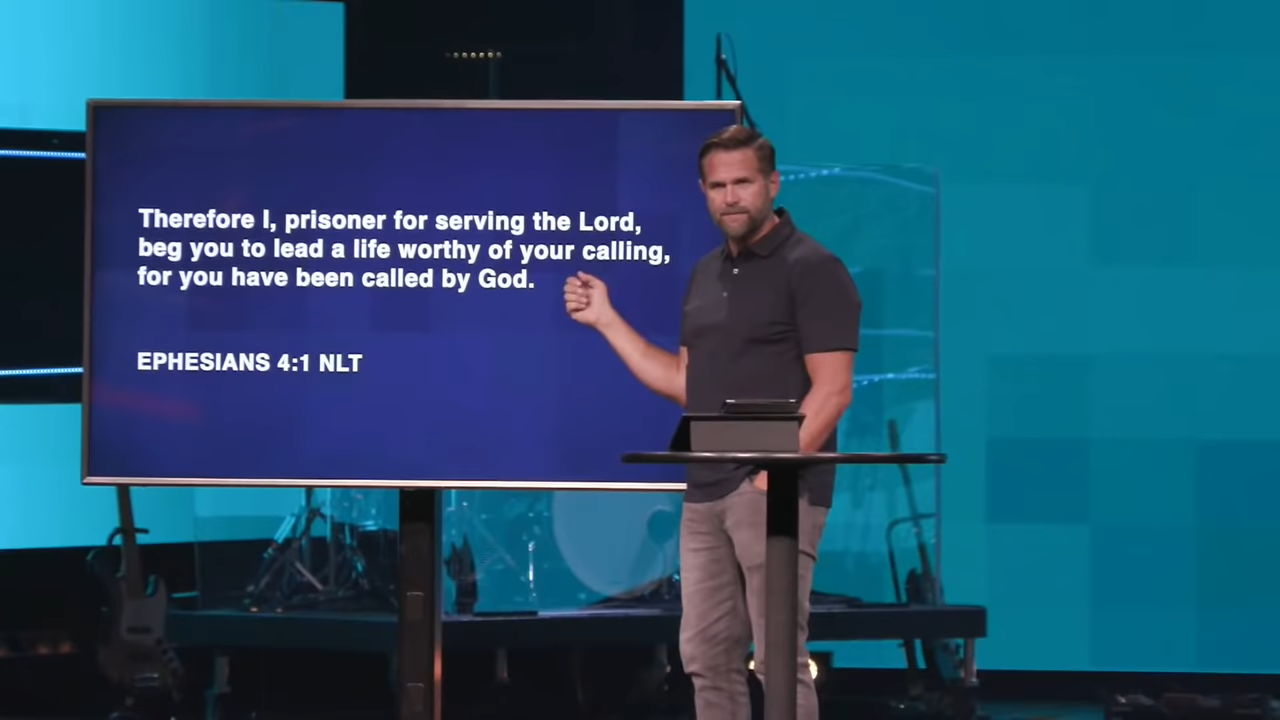 Therefore I, prisoner for serving the Lord,
beg you to lead a life worthy of your calling,
for you have been called by God.
EPHESIANS 4:1 NLT